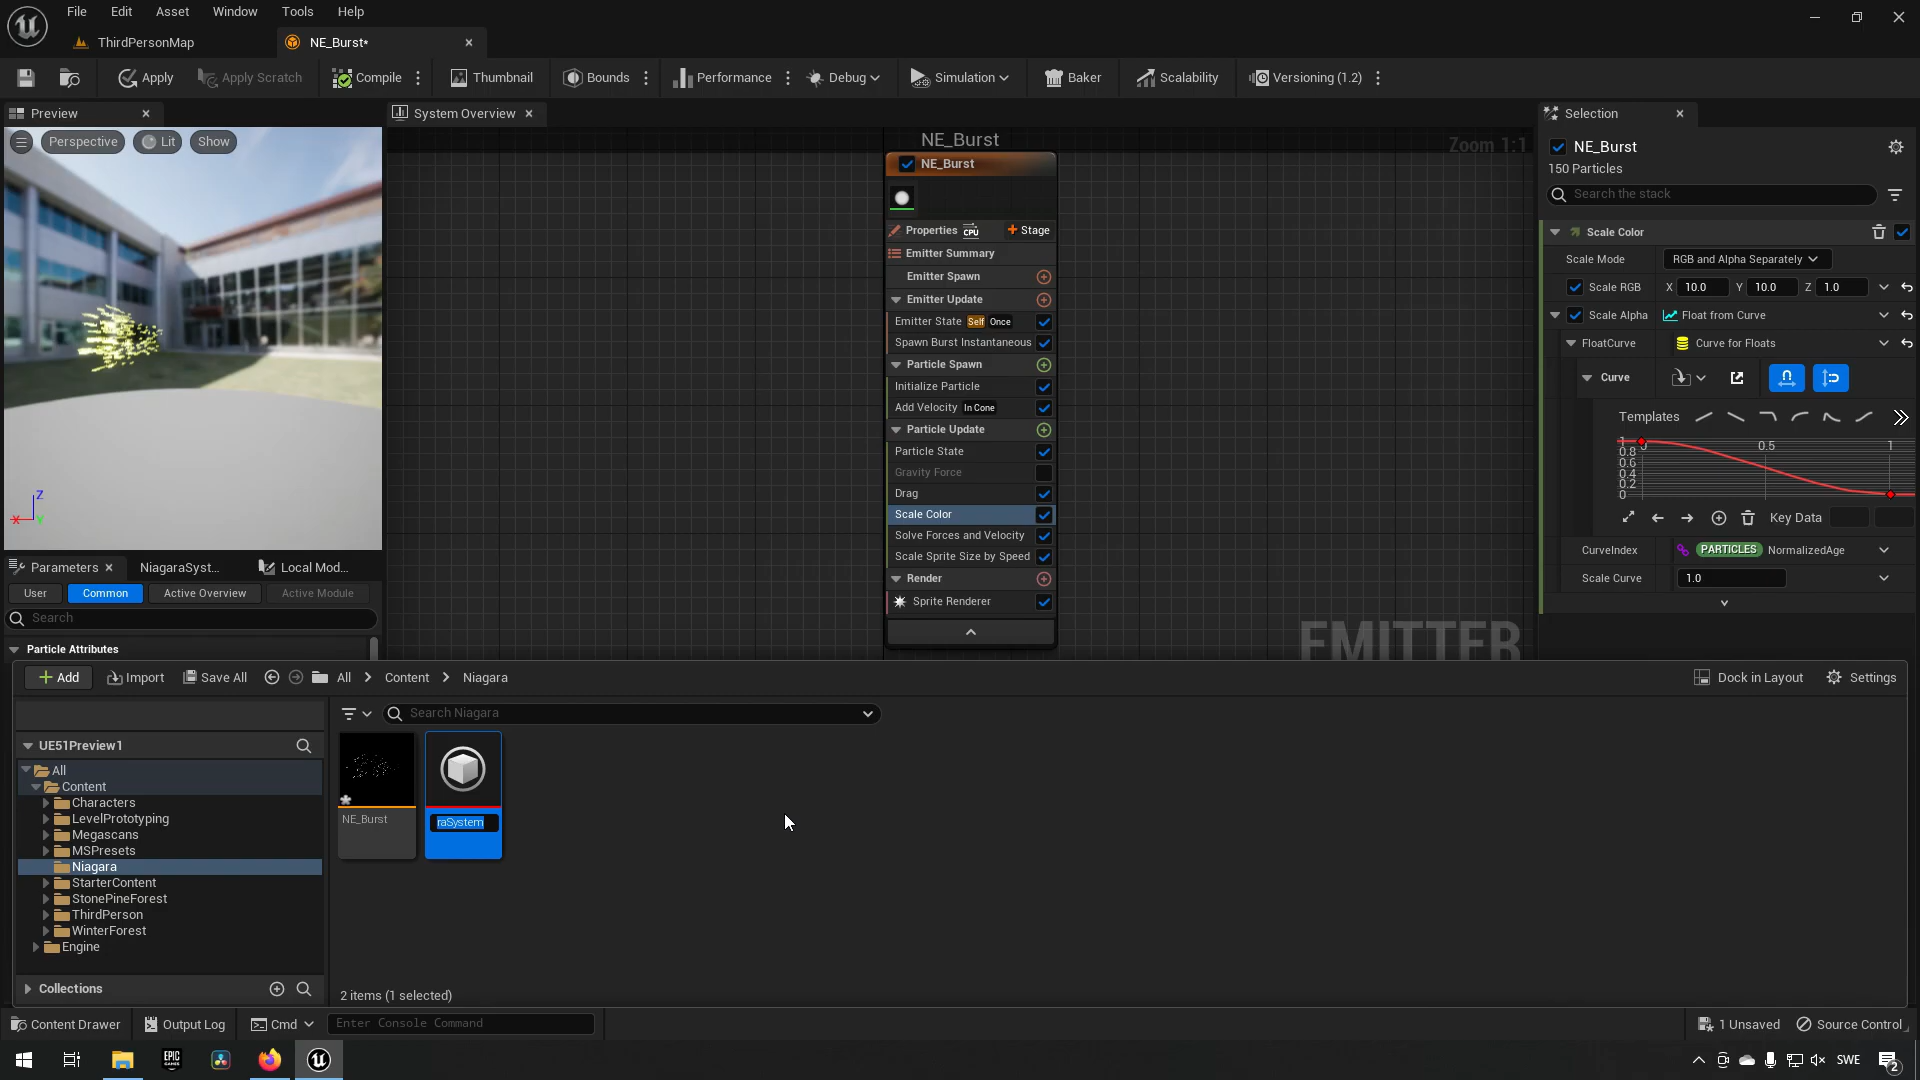 File Edit Asset Window Tools Help
ThirdPersonMap NE_Burst*
Apply Apply Scratch Compile Thumbnail Bounds Performance Debug Simulation Baker Scalability Versioning (1.2)
Preview
Perspective Lit Show
Z
X Y
System Overview
NE_Burst
Zoom 1:1
NE_Burst
Properties CPU Stage
Emitter Summary
Emitter Spawn
Emitter Update
Emitter State Self Once
Spawn Burst Instantaneous
Particle Spawn
Initialize Particle
Add Velocity In Cone
Particle Update
Particle State
Gravity Force
Drag
Scale Color
Solve Forces and Velocity
Scale Sprite Size by Speed
Render
Sprite Renderer
EMITTER
Selection
NE_Burst
150 Particles
Search the stack
Scale Color
Scale Mode RGB and Alpha Separately
Scale RGB X 10.0 Y 10.0 Z 1.0
Scale Alpha Float from Curve
FloatCurve Curve for Floats
Curve
Templates
1 0 0.5 1
0.8
0.6
0.4
0.2
0
Key Data
CurveIndex PARTICLES NormalizedAge
Scale Curve 1.0
Parameters NiagaraSyst... Local Mod...
User Common Active Overview Active Module
Search
Particle Attributes
Add Import Save All All Content Niagara Dock in Layout Settings
Search Niagara
UE51Preview1
All
Content
Characters
LevelPrototyping
Megascans
MSPresets
Niagara
StarterContent
StonePineForest
ThirdPerson
WinterForest
Engine
Collections
NE_Burst
raSystem
2 items (1 selected)
Content Drawer Output Log Cmd Enter Console Command 1 Unsaved Source Control
EPIC GAMES
SWE
2